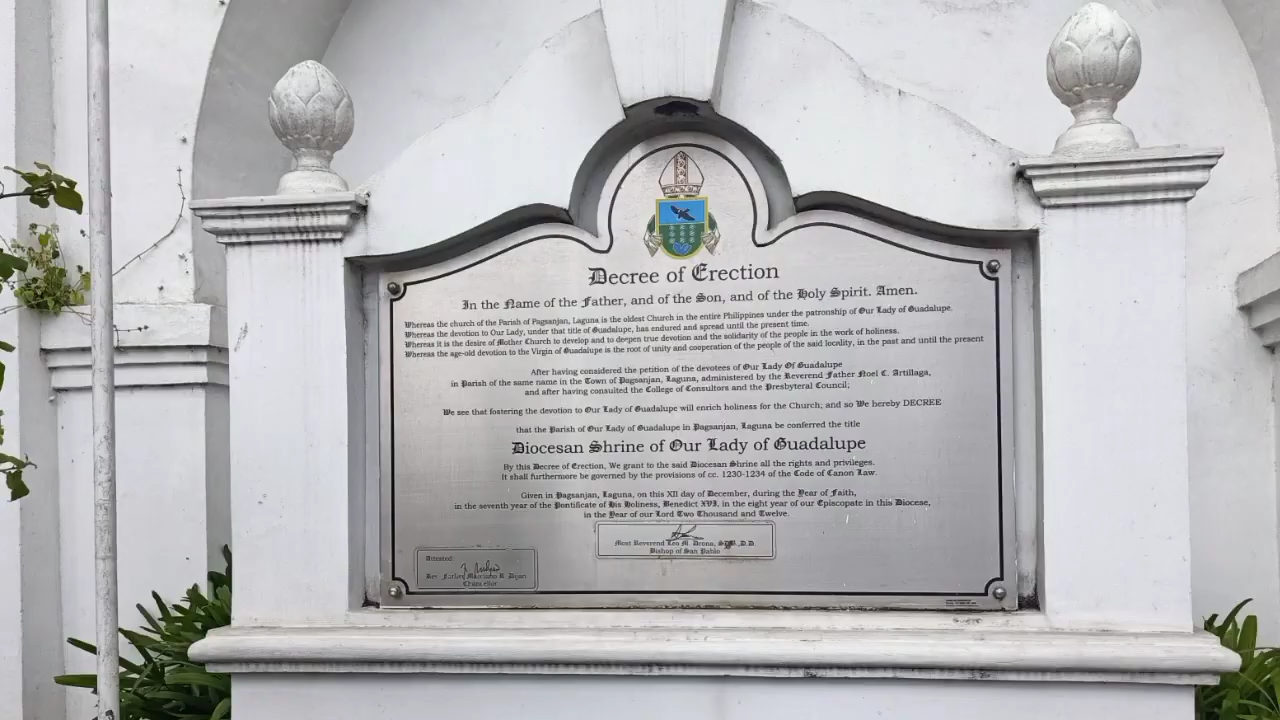 Decree of Erection
In the Name of the Father, and of the Son, and of the Holy Spirit. Amen.
Whereas the church of the Parish of Pagsanjan, Laguna is the oldest Church in the entire Philippines under the patronship of Our Lady of Guadalupe.
Whereas the devotion to Our Lady, under that title of Guadalupe, has endured and spread until the present time.
Whereas it is the desire of Mother Church to develop and to deepen true devotion and the solidarity of the people in the work of holiness.
Whereas the age-old devotion to the Virgin of Guadalupe is the root of unity and cooperation of the people of the said locality, in the past and until the present
After having considered the petition of the devotees of Our Lady Of Guadalupe
in Parish of the same name in the Town of Pagsanjan, Laguna, administered by the Reverend Father Noel C. Artillaga,
and after having consulted the College of Consultors and the Presbyteral Council;
We see that fostering the devotion to Our Lady of Guadalupe will enrich holiness for the Church; and so We hereby DECREE
that the Parish of Our Lady of Guadalupe in Pagsanjan, Laguna be conferred the title
Diocesan Shrine of Our Lady of Guadalupe
By this Decree of Erection, We grant to the said Diocesan Shrine all the rights and privileges.
It shall furthermore be governed by the provisions of cc. 1230-1234 of the Code of Canon Law.
Given in Pagsanjan, Laguna, on this XII day of December, during the Year of Faith,
in the seventh year of the Pontificate of His Holiness, Benedict XVI, in the eight year of our Episcopate in this Diocese,
in the Year of our Lord Two Thousand and Twelve.
Most Reverend Leo M. Drona, SDB, D.D.
Bishop of San Pablo
Attested:
Rev. Father B.
Chancellor